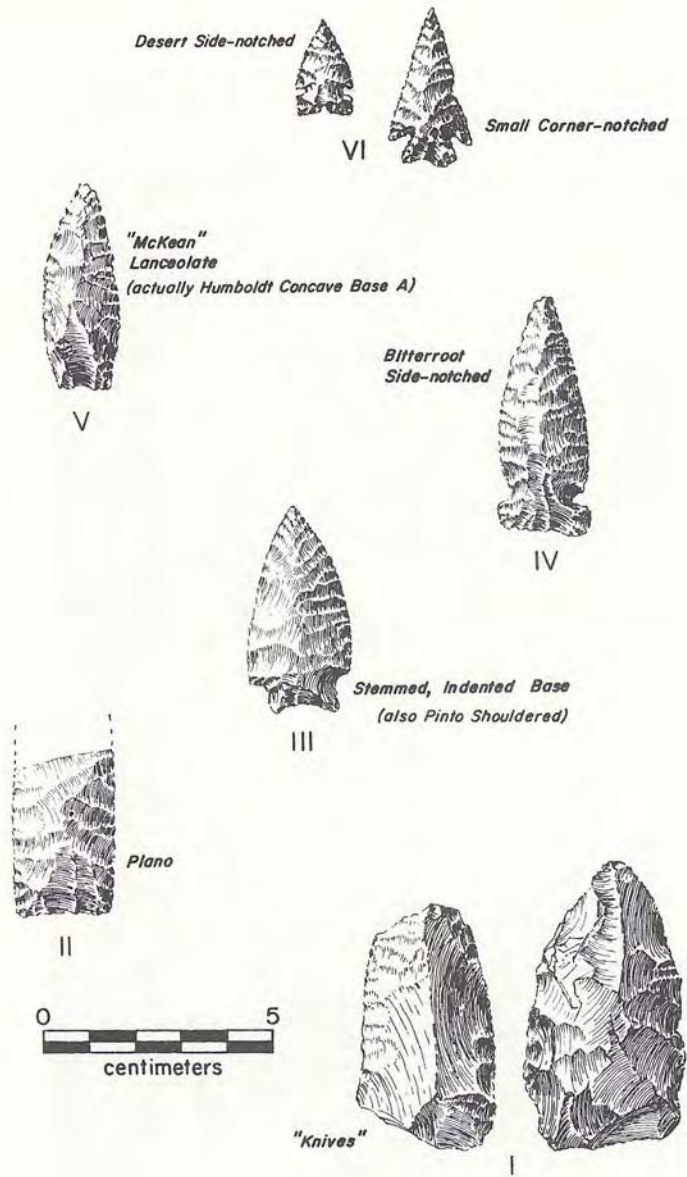 Desert Side-notched
Small Corner-notched
VI
"McKean"
Lanceolate
(actually Humboldt Concave Base A)
V
Bitterroot
Side-notched
IV
Stemmed, Indented Base
(also Pinto Shouldered)
III
Plano
II
0 5
centimeters
"Knives"
I